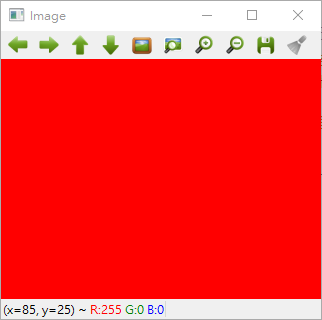 Image
(x=85, y=25) ~ R:255 G:0 B:0